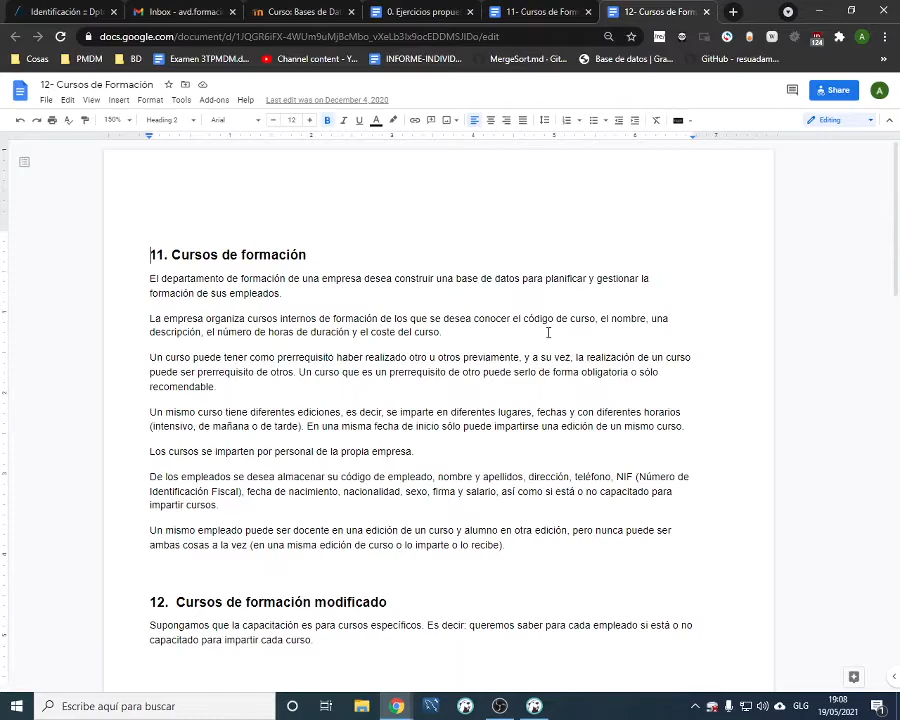 Identificación :: Dplo
Inbox - avd.formacio
Curso: Bases de Dat
0. Ejercicios propues
11- Cursos de Form
12- Cursos de Form
docs.google.com/document/d/1JQGR6iFX-4WUm9uMjBcMbo_vXeLb3lx9ocEDDMSJIDo/edit
124
A
Cosas
PMDM
BD
Examen 3TPMDM.d...
Channel content - Y...
INFORME-INDIVID...
MergeSort.md - Git...
Base de datos | Gra...
GitHub - resuadam...
»
12- Cursos de Formación
File Edit View Insert Format Tools Add-ons Help Last edit was on December 4, 2020
Share
A
150% Heading 2 Arial 12 B I U A Editing
1 2 3 4 5 6 7
11. Cursos de formación
El departamento de formación de una empresa desea construir una base de datos para planificar y gestionar la
formación de sus empleados.
La empresa organiza cursos internos de formación de los que se desea conocer el código de curso, el nombre, una
descripción, el número de horas de duración y el coste del curso.
Un curso puede tener como prerrequisito haber realizado otro u otros previamente, y a su vez, la realización de un curso
puede ser prerrequisito de otros. Un curso que es un prerrequisito de otro puede serlo de forma obligatoria o sólo
recomendable.
Un mismo curso tiene diferentes ediciones, es decir, se imparte en diferentes lugares, fechas y con diferentes horarios
(intensivo, de mañana o de tarde). En una misma fecha de inicio sólo puede impartirse una edición de un mismo curso.
Los cursos se imparten por personal de la propia empresa.
De los empleados se desea almacenar su código de empleado, nombre y apellidos, dirección, teléfono, NIF (Número de
Identificación Fiscal), fecha de nacimiento, nacionalidad, sexo, firma y salario, así como si está o no capacitado para
impartir cursos.
Un mismo empleado puede ser docente en una edición de un curso y alumno en otra edición, pero nunca puede ser
ambas cosas a la vez (en una misma edición de curso o lo imparte o lo recibe).
12. Cursos de formación modificado
Supongamos que la capacitación es para cursos específicos. Es decir: queremos saber para cada empleado si está o no
capacitado para impartir cada curso.
Escribe aquí para buscar
GLG
19:08
19/05/2021
1